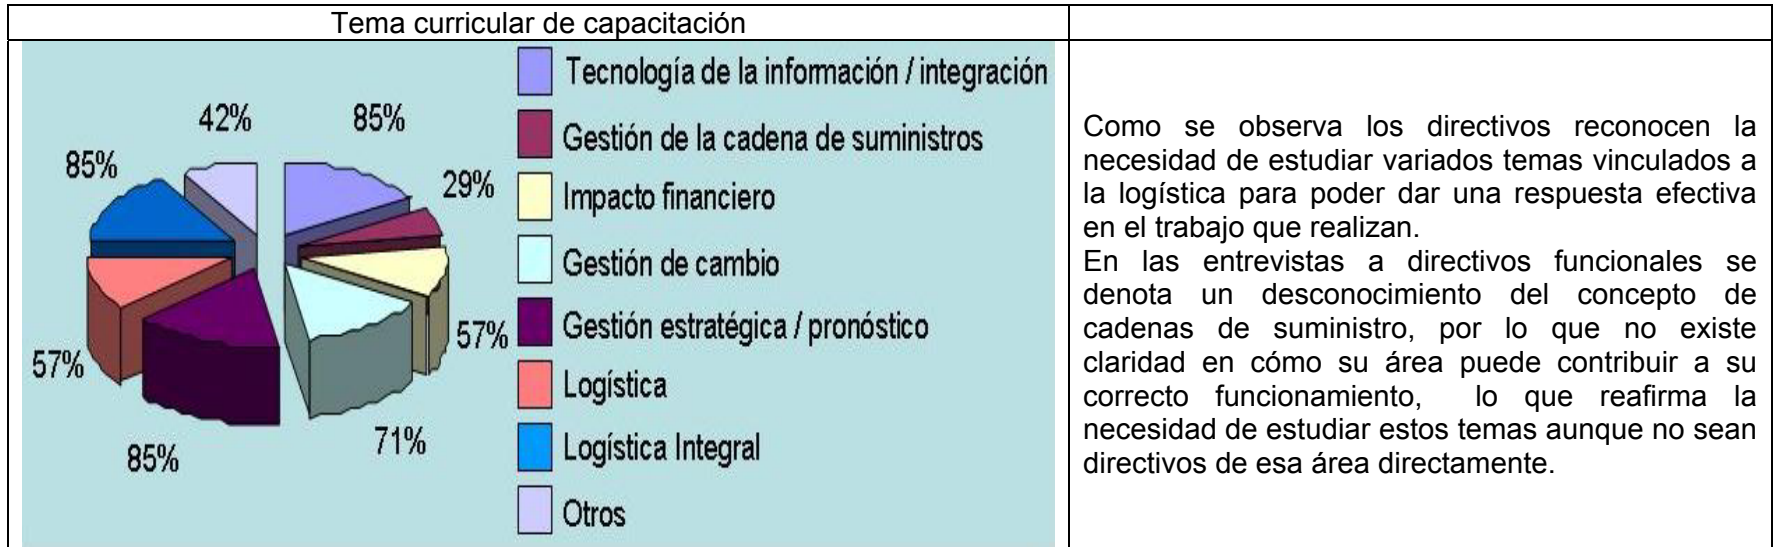 Tema curricular de capacitación
42%
85%
85%
29%
57%
57%
85%
71%
Tecnología de la información / integración
Gestión de la cadena de suministros
Impacto financiero
Gestión de cambio
Gestión estratégica / pronóstico
Logística
Logística Integral
Otros
Como se observa los directivos reconocen la
necesidad de estudiar variados temas vinculados a
la logística para poder dar una respuesta efectiva
en el trabajo que realizan.
En las entrevistas a directivos funcionales se
denota un desconocimiento del concepto de
cadenas de suministro, por lo que no existe
claridad en cómo su área puede contribuir a su
correcto funcionamiento, lo que reafirma la
necesidad de estudiar estos temas aunque no sean
directivos de esa área directamente.